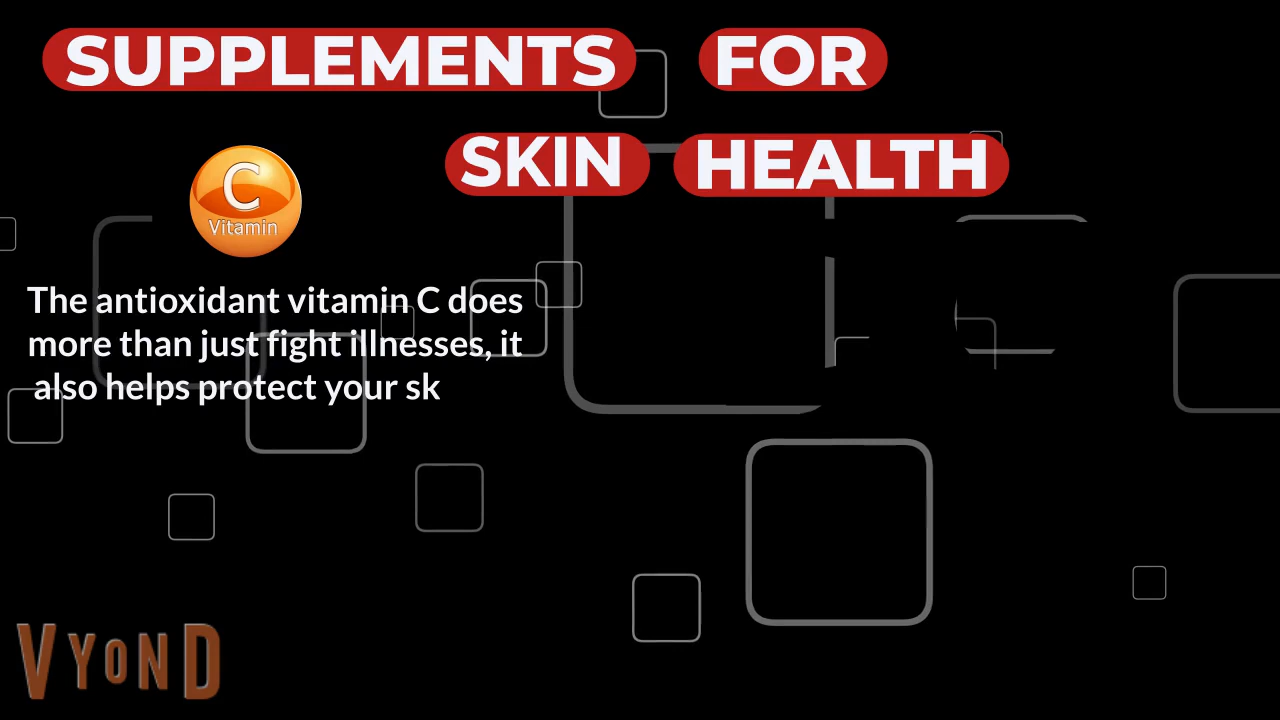 SUPPLEMENTS FOR
SKIN HEALTH
C
Vitamin
The antioxidant vitamin C does
more than just fight illnesses, it
also helps protect your sk
VYOND